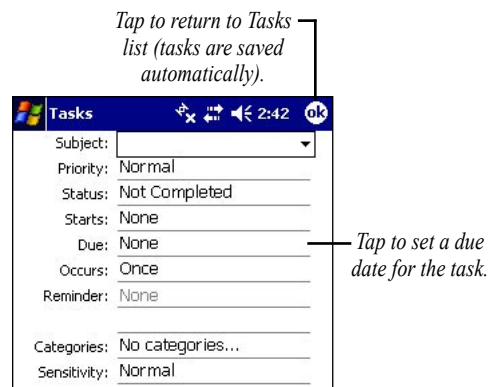 Tap to return to Tasks
list (tasks are saved
automatically).
Tasks 2:42 ok
Subject:
Priority: Normal
Status: Not Completed
Starts: None
Due: None
Tap to set a due
date for the task.
Occurs: Once
Reminder: None
Categories: No categories...
Sensitivity: Normal